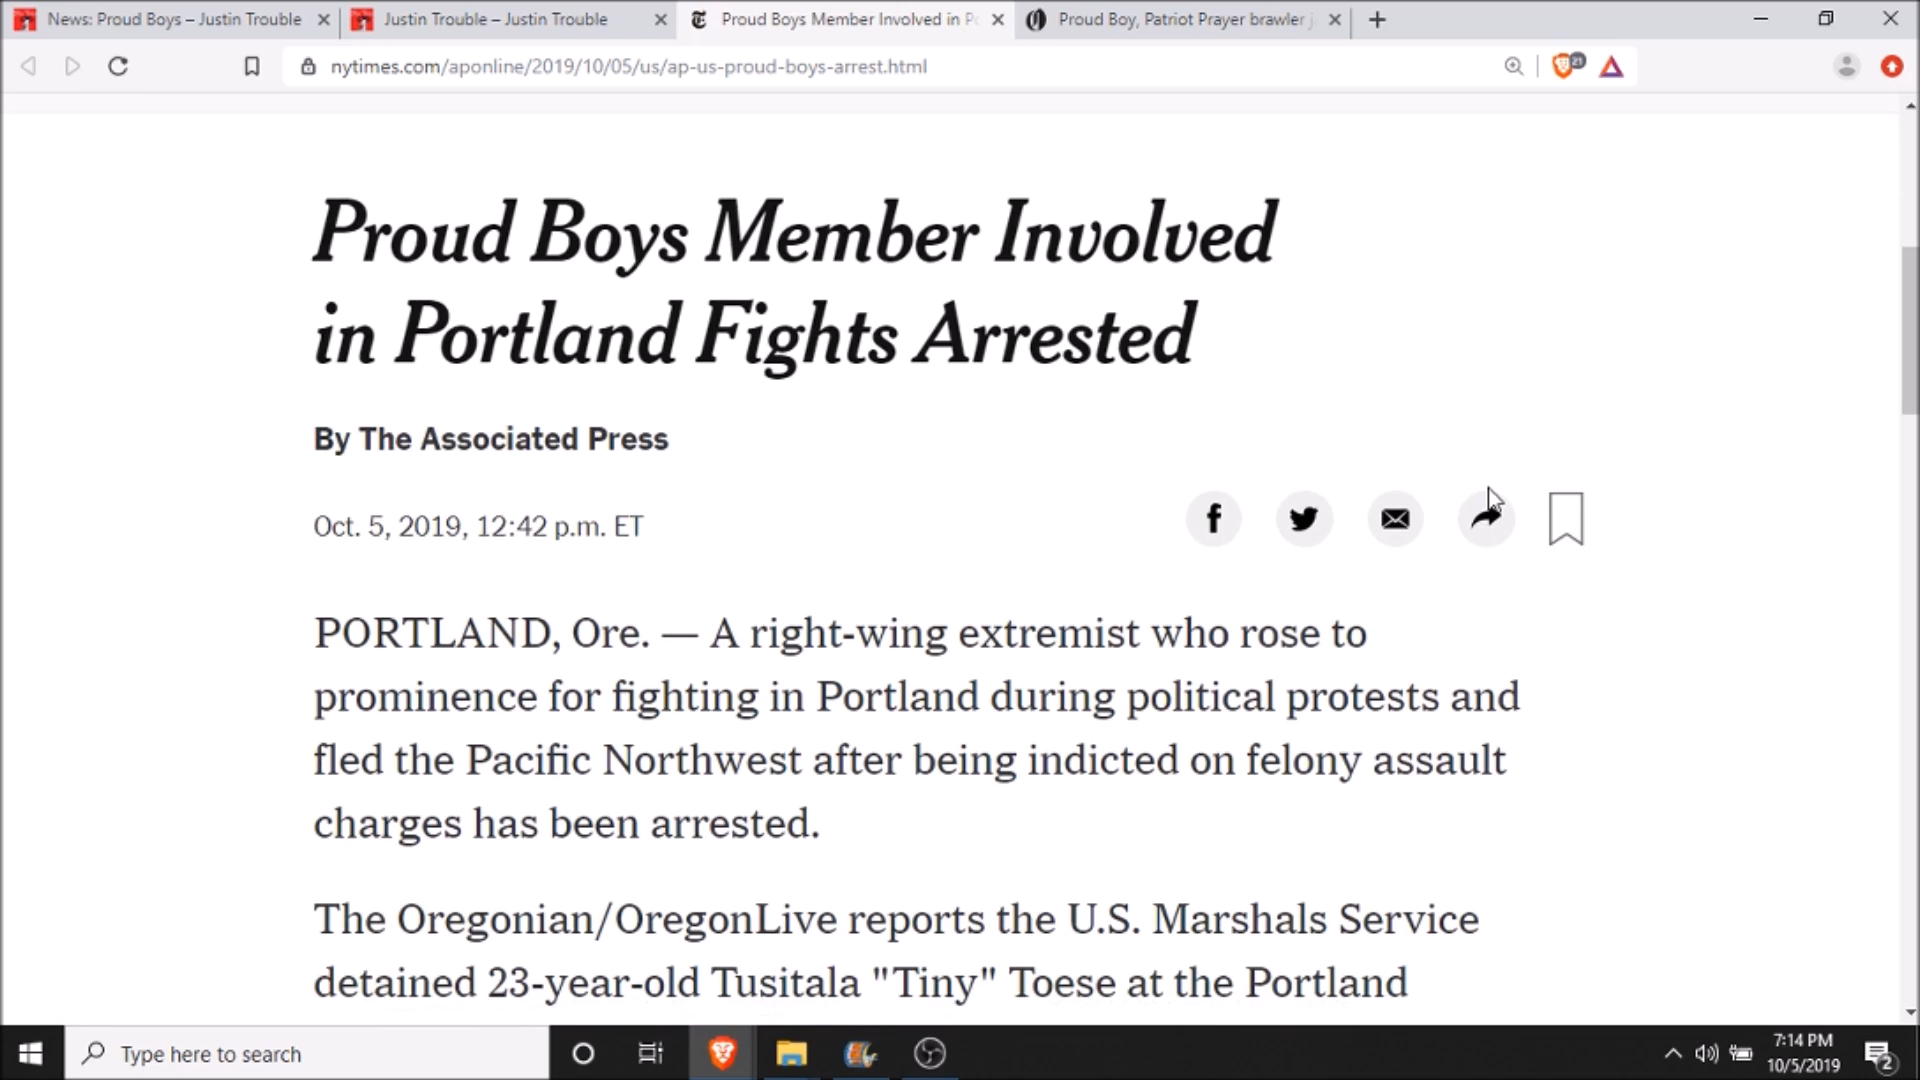 News: Proud Boys – Justin Trouble
Justin Trouble – Justin Trouble
Proud Boys Member Involved in Po
Proud Boy, Patriot Prayer brawler j
nytimes.com/aponline/2019/10/05/us/ap-us-proud-boys-arrest.html
21
Proud Boys Member Involved
in Portland Fights Arrested
By The Associated Press
Oct. 5, 2019, 12:42 p.m. ET
PORTLAND, Ore. — A right-wing extremist who rose to
prominence for fighting in Portland during political protests and
fled the Pacific Northwest after being indicted on felony assault
charges has been arrested.
The Oregonian/OregonLive reports the U.S. Marshals Service
detained 23-year-old Tusitala "Tiny" Toese at the Portland
Type here to search
7:14 PM
10/5/2019
2